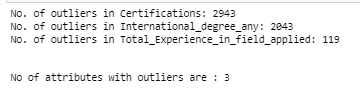 No. of outliers in Certifications: 2943
No. of outliers in International_degree_any: 2043
No. of outliers in Total_Experience_in_field_applied: 119
No of attributes with outliers are : 3